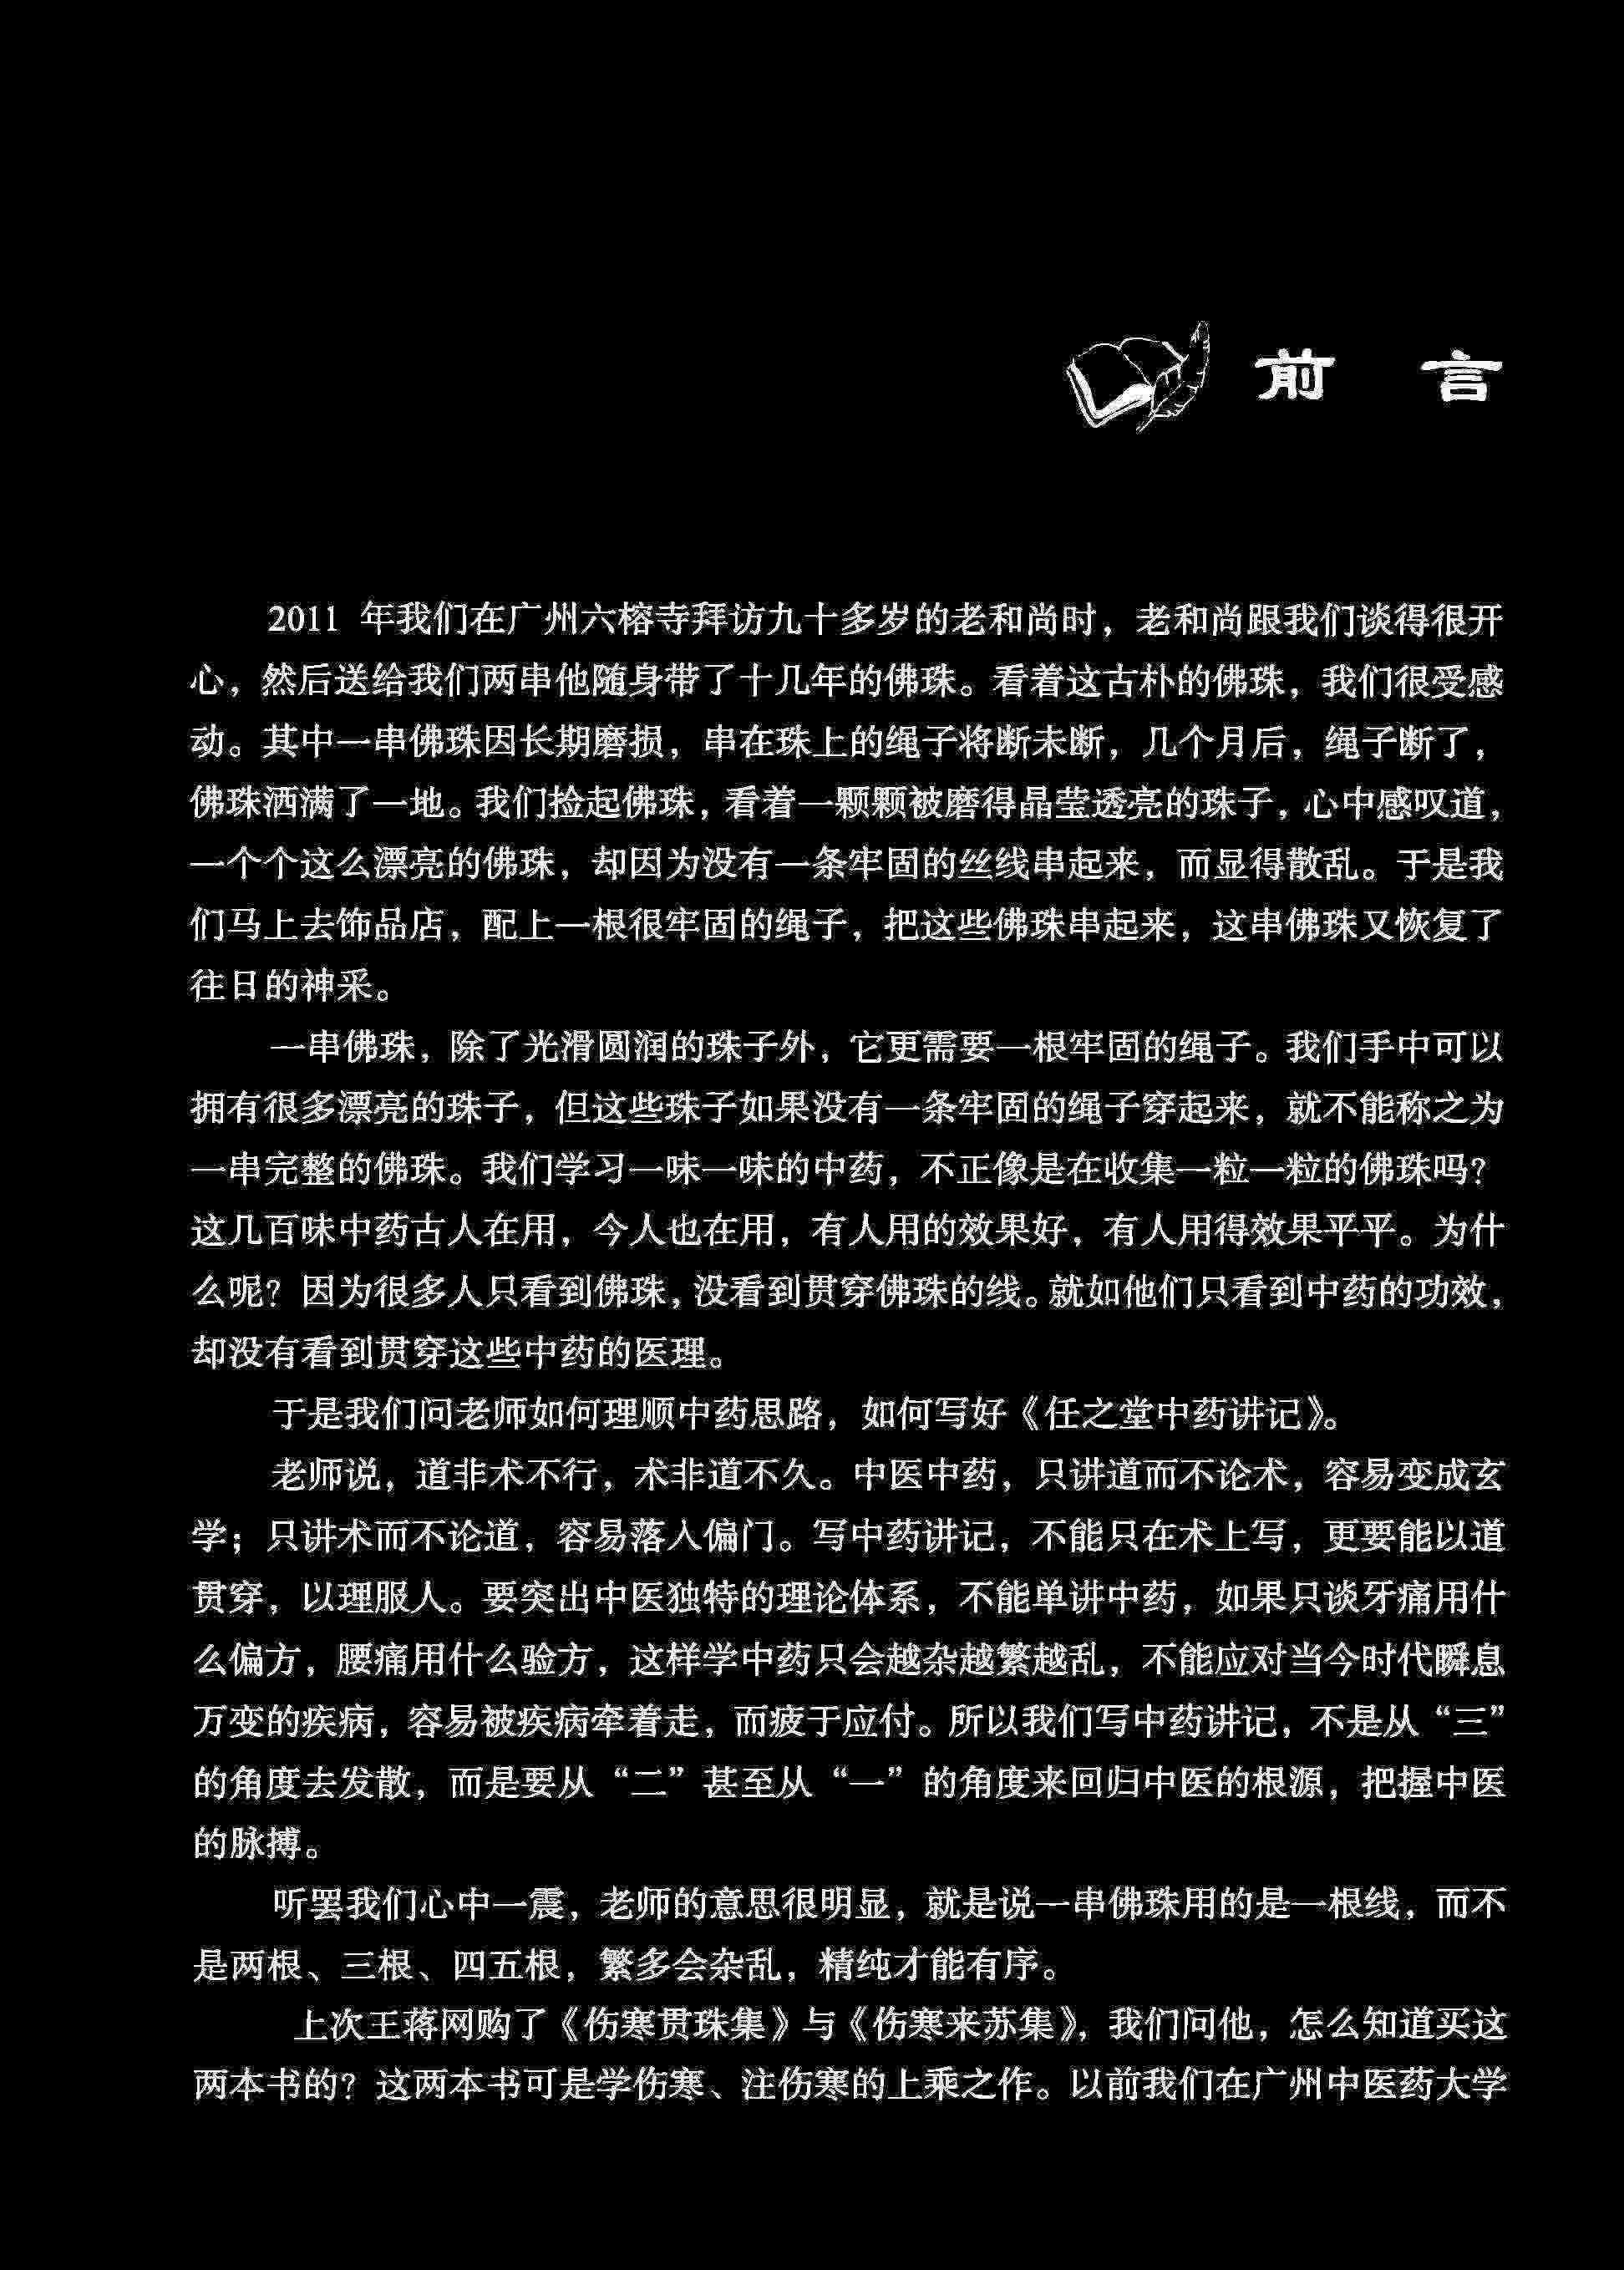 前 言
2011 年我们在广州六榕寺拜访九十多岁的老和尚时，老和尚跟我们谈得很开
心，然后送给我们两串他随身带了十几年的佛珠。看着这古朴的佛珠，我们很受感
动。其中一串佛珠因长期磨损，串在珠上的绳子将断未断，几个月后，绳子断了，
佛珠洒满了一地。我们捡起佛珠，看着一颗颗被磨得晶莹透亮的珠子，心中感叹道，
一个个这么漂亮的佛珠，却因为没有一条牢固的丝线串起来，而显得散乱。于是我
们马上去饰品店，配上一根很牢固的绳子，把这些佛珠串起来，这串佛珠又恢复了
往日的神采。
一串佛珠，除了光滑圆润的珠子外，它更需要一根牢固的绳子。我们手中可以
拥有很多漂亮的珠子，但这些珠子如果没有一条牢固的绳子穿起来，就不能称之为
一串完整的佛珠。我们学习一味一味的中药，不正像是在收集一粒一粒的佛珠吗？
这几百味中药古人在用，今人也在用，有人用的效果好，有人用得效果平平。为什
么呢？因为很多人只看到佛珠，没看到贯穿佛珠的线。就如他们只看到中药的功效，
却没有看到贯穿这些中药的医理。
于是我们问老师如何理顺中药思路，如何写好《任之堂中药讲记》。
老师说，道非术不行，术非道不久。中医中药，只讲道而不论术，容易变成玄
学；只讲术而不论道，容易落入偏门。写中药讲记，不能只在术上写，更要能以道
贯穿，以理服人。要突出中医独特的理论体系，不能单讲中药，如果只谈牙痛用什
么偏方，腰痛用什么验方，这样学中药只会越杂越繁越乱，不能应对当今时代瞬息
万变的疾病，容易被疾病牵着走，而疲于应付。所以我们写中药讲记，不是从“三”
的角度去发散，而是要从“二”甚至从“一”的角度来回归中医的根源，把握中医
的脉搏。
听罢我们心中一震，老师的意思很明显，就是说一串佛珠用的是一根线，而不
是两根、三根、四五根，繁多会杂乱，精纯才能有序。
上次王蒋网购了《伤寒贯珠集》与《伤寒来苏集》，我们问他，怎么知道买这
两本书的？这两本书可是学伤寒、注伤寒的上乘之作。以前我们在广州中医药大学